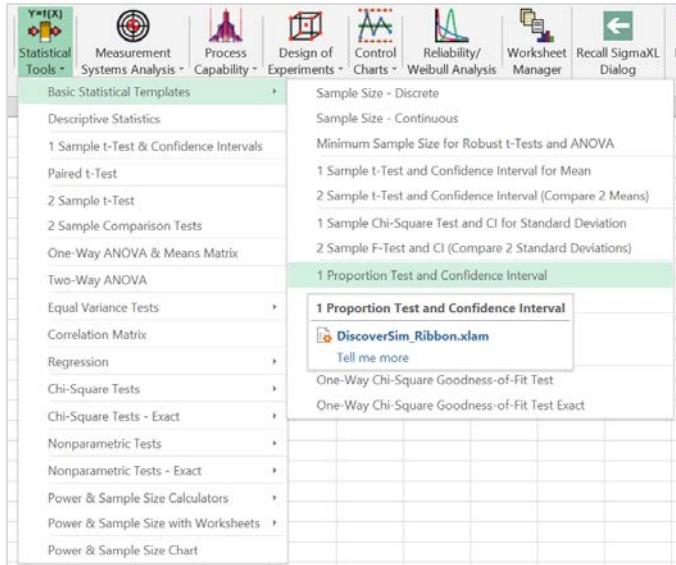 Y=f(X)
Statistical Tools
Measurement Systems Analysis
Process Capability
Design of Experiments
Control Charts
Reliability/ Weibull Analysis
Worksheet Manager
Recall SigmaXL Dialog
Basic Statistical Templates
Descriptive Statistics
1 Sample t-Test & Confidence Intervals
Paired t-Test
2 Sample t-Test
2 Sample Comparison Tests
One-Way ANOVA & Means Matrix
Two-Way ANOVA
Equal Variance Tests
Correlation Matrix
Regression
Chi-Square Tests
Chi-Square Tests - Exact
Nonparametric Tests
Nonparametric Tests - Exact
Power & Sample Size Calculators
Power & Sample Size with Worksheets
Power & Sample Size Chart
Sample Size - Discrete
Sample Size - Continuous
Minimum Sample Size for Robust t-Tests and ANOVA
1 Sample t-Test and Confidence Interval for Mean
2 Sample t-Test and Confidence Interval (Compare 2 Means)
1 Sample Chi-Square Test and CI for Standard Deviation
2 Sample F-Test and CI (Compare 2 Standard Deviations)
1 Proportion Test and Confidence Interval
1 Proportion Test and Confidence Interval
DiscoverSim_Ribbon.xlam
Tell me more
One-Way Chi-Square Goodness-of-Fit Test
One-Way Chi-Square Goodness-of-Fit Test Exact